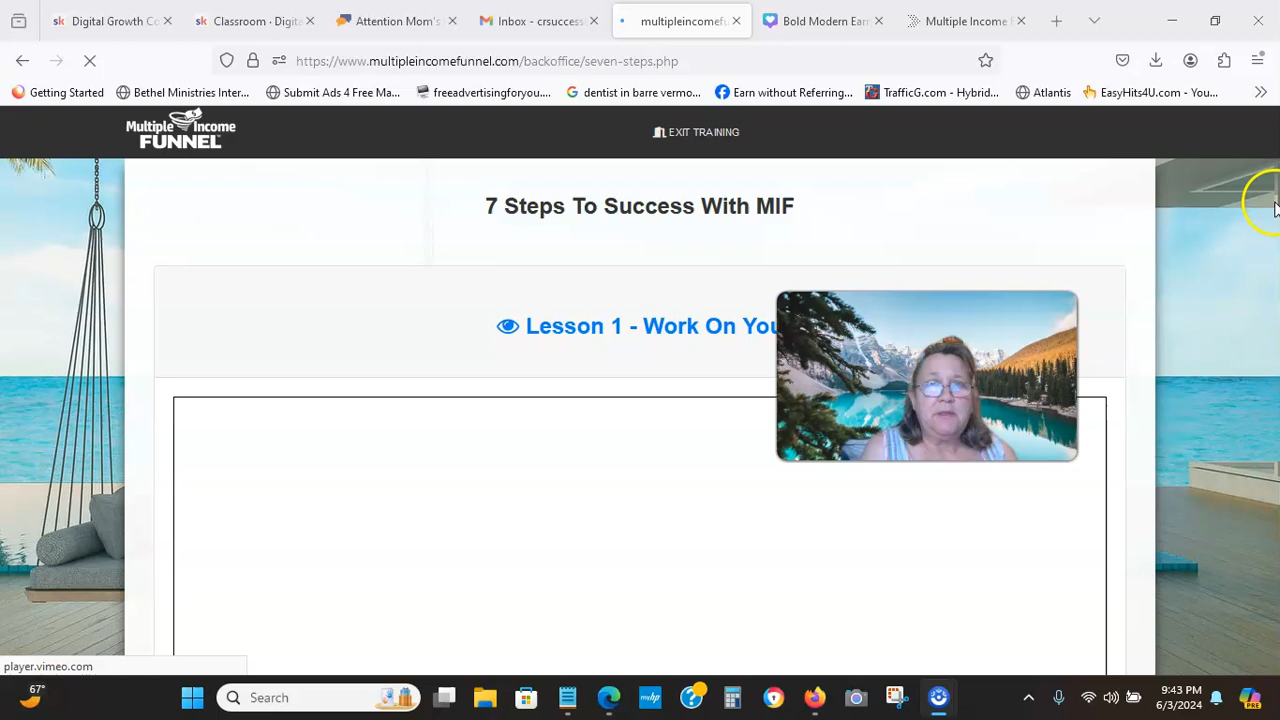 Digital Growth Co
Classroom · Digita
Attention Mom's
Inbox - crsuccess
multipleincomefu
Bold Modern Ear
Multiple Income F
https://www.multipleincomefunnel.com/backoffice/seven-steps.php
Getting Started
Bethel Ministries Inter...
Submit Ads 4 Free Ma...
freeadvertisingforyou....
dentist in barre vermo...
Earn without Referring...
TrafficG.com - Hybrid...
Atlantis
EasyHits4U.com - You...
Multiple Income
FUNNEL
EXIT TRAINING
7 Steps To Success With MIF
Lesson 1 - Work On You
player.vimeo.com
67°
Search
9:43 PM
6/3/2024